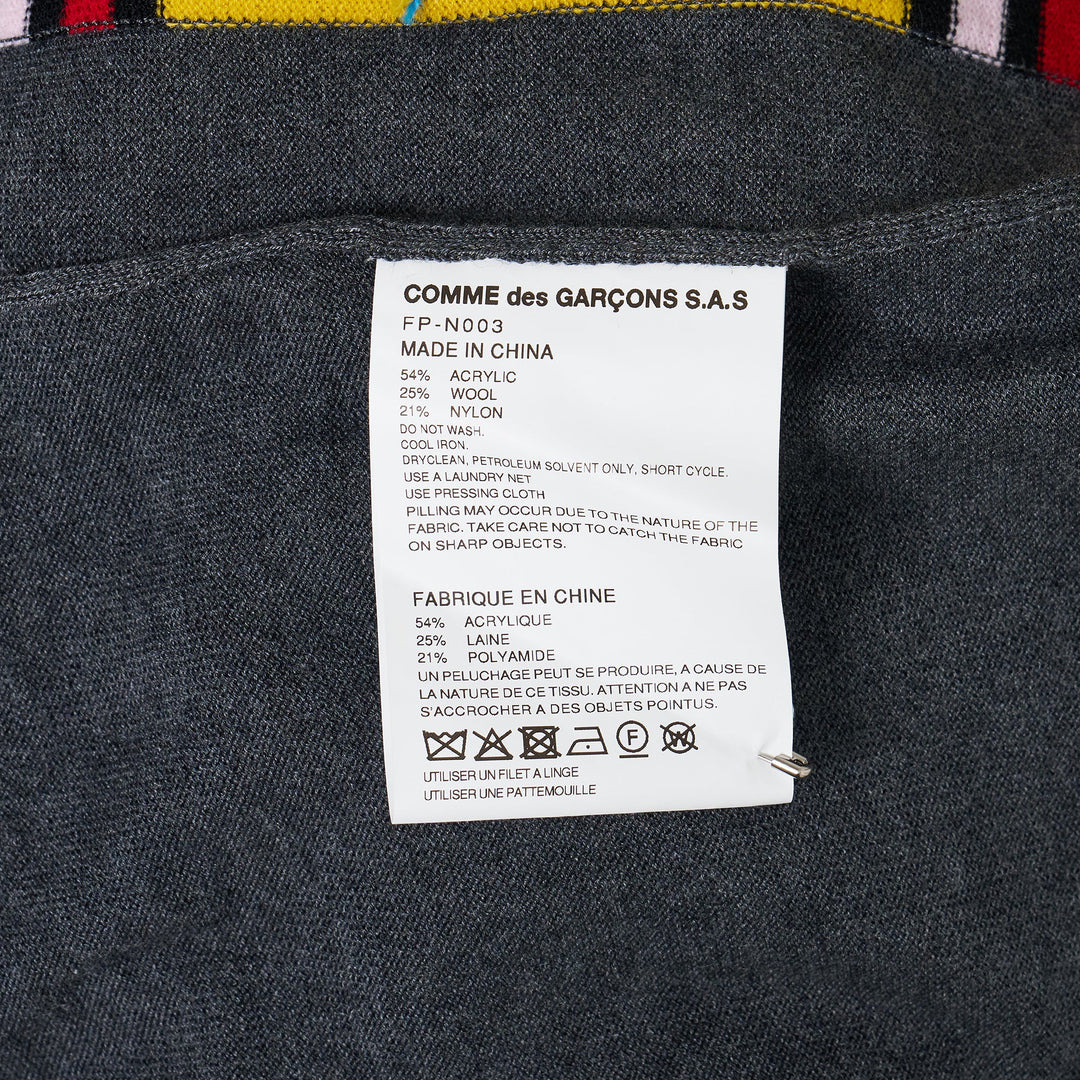 COMME des GARÇONS S.A.S
FP-N003
MADE IN CHINA
54% ACRYLIC
25% WOOL
21% NYLON
DO NOT WASH.
COOL IRON.
DRYCLEAN, PETROLEUM SOLVENT ONLY, SHORT CYCLE.
USE A LAUNDRY NET
USE PRESSING CLOTH
PILLING MAY OCCUR DUE TO THE NATURE OF THE
FABRIC. TAKE CARE NOT TO CATCH THE FABRIC
ON SHARP OBJECTS.
FABRIQUE EN CHINE
54% ACRYLIQUE
25% LAINE
21% POLYAMIDE
UN PELUCHAGE PEUT SE PRODUIRE, A CAUSE DE
LA NATURE DE CE TISSU. ATTENTION A NE PAS
S'ACCROCHER A DES OBJETS POINTUS.
F W
UTILISER UN FILET A LINGE
UTILISER UNE PATTEMOUILLE